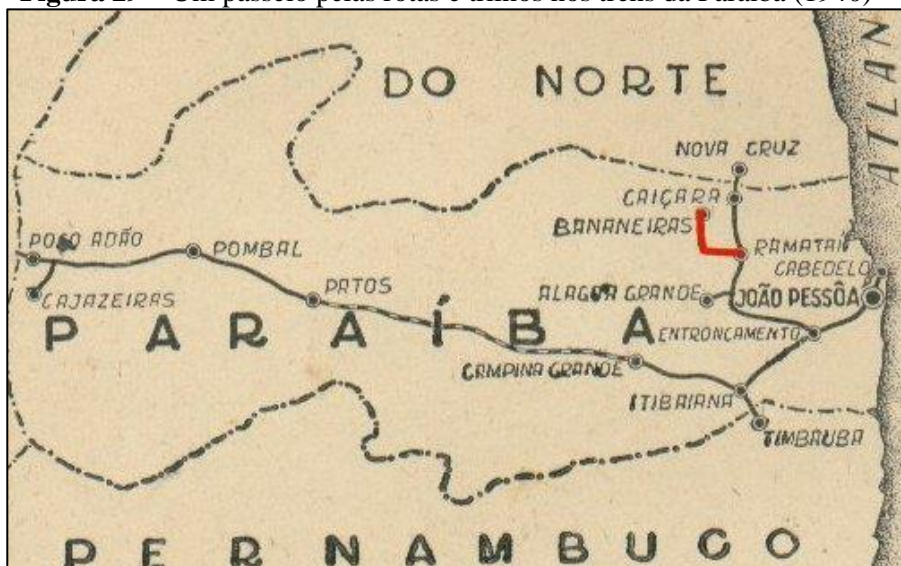 Figura 29 – Um passeio pelas rotas e trilhos nos trens da Paraíba (1940)
DO NORTE
ATLAN
NOVA CRUZ
CAIÇARA
BANANEIRAS
RAMATAÍ
POÇO ADÃO
POMBAL
CABEDELO
CAJAZEIRAS
PATOS
ALAGOA GRANDE
JOÃO PESSÔA
PARAÍBA
ENTRONCAMENTO
CAMPINA GRANDE
ITIBAIANA
TIMBAUBA
PERNAMBUCO